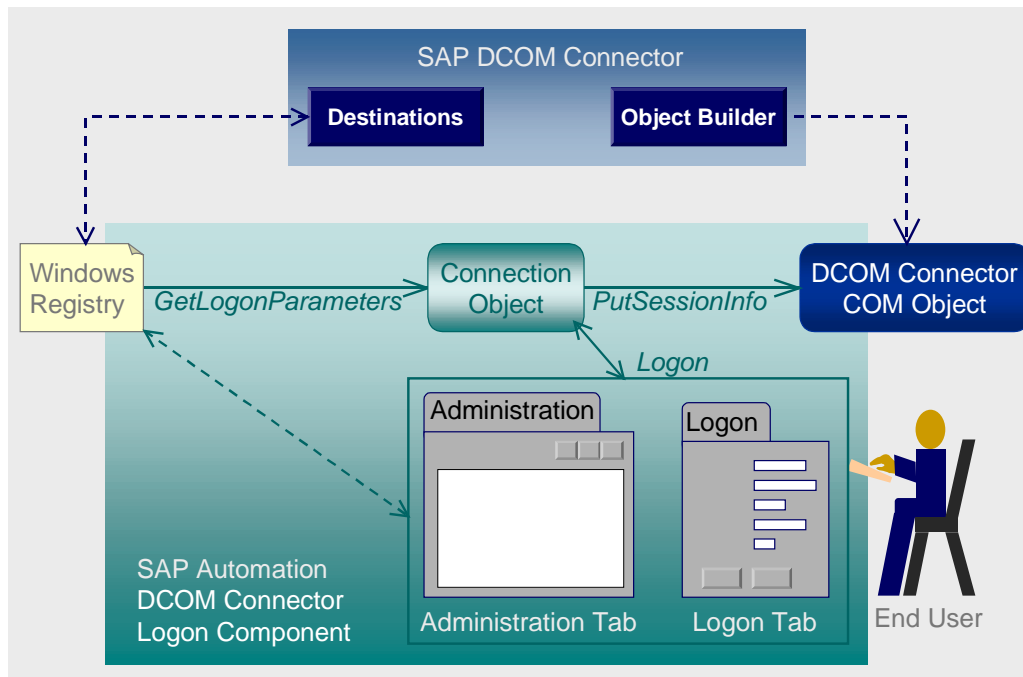 SAP DCOM Connector
Destinations
Object Builder
Windows
Registry
GetLogonParameters
Connection
Object
PutSessionInfo
DCOM Connector
COM Object
Logon
Administration
Logon
SAP Automation
DCOM Connector
Logon Component
Administration Tab
Logon Tab
End User